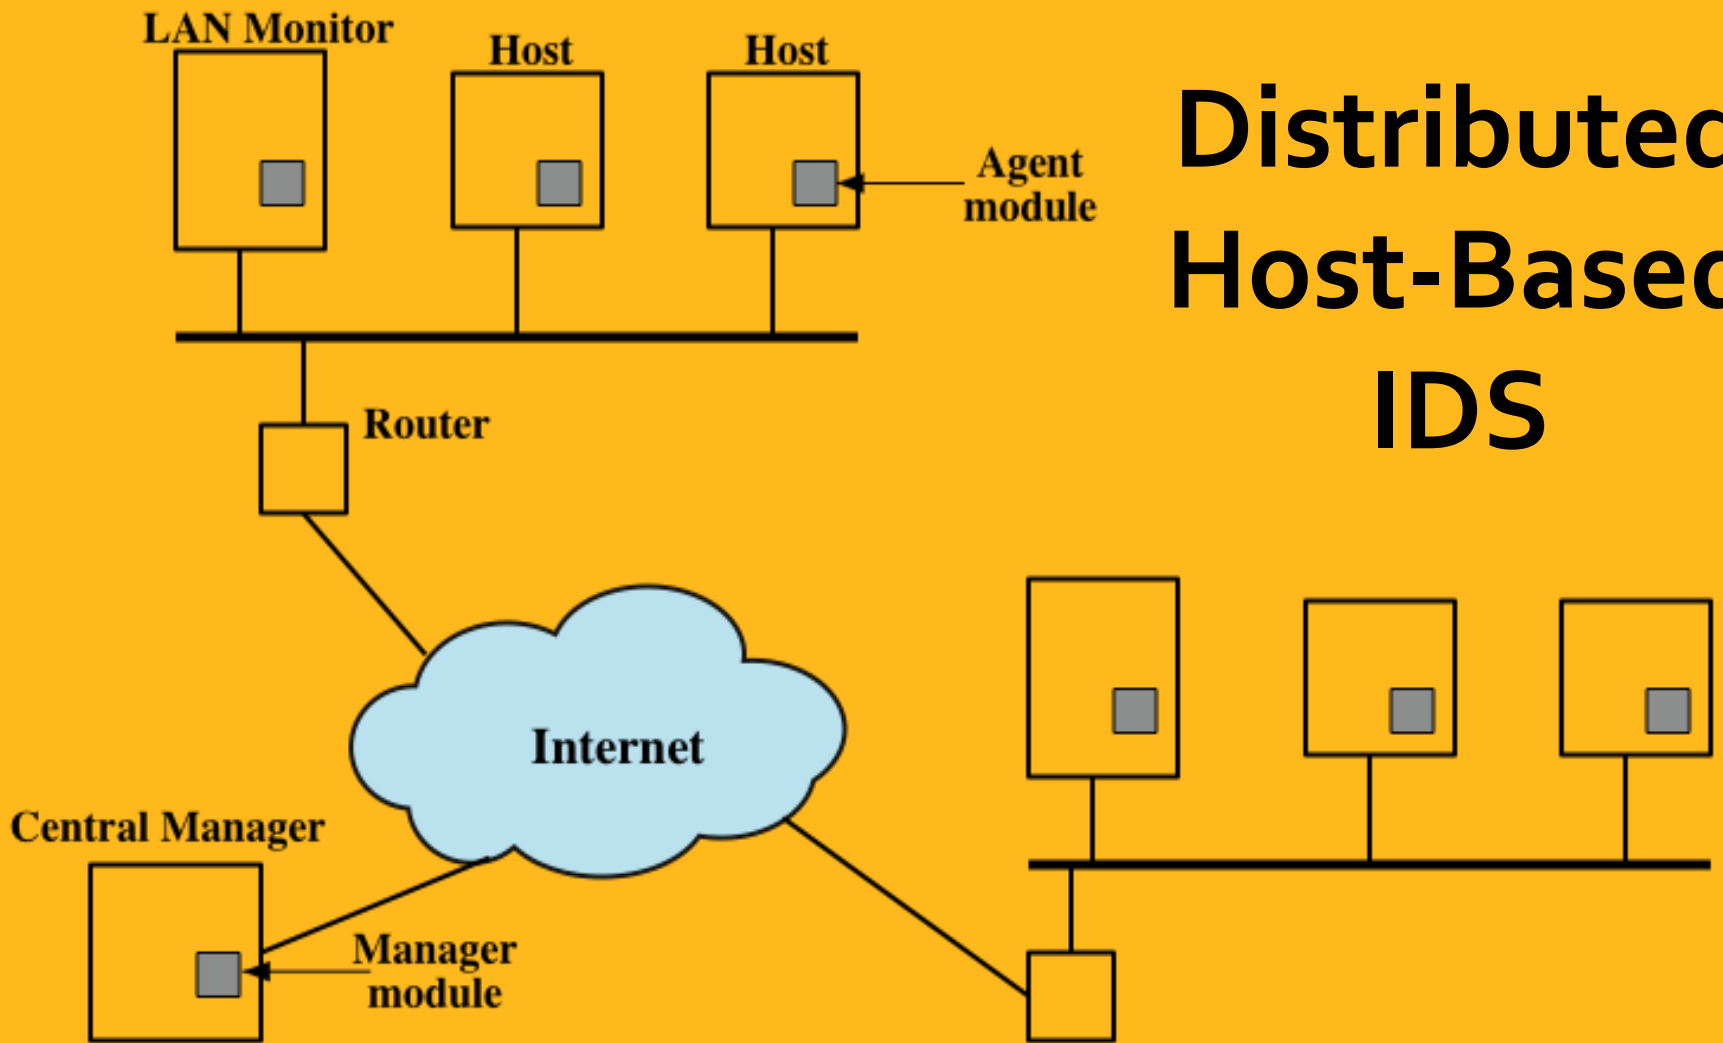 LAN Monitor
Host
Host
Agent
module
Distributed
Host-Based
IDS
Router
Internet
Central Manager
Manager
module